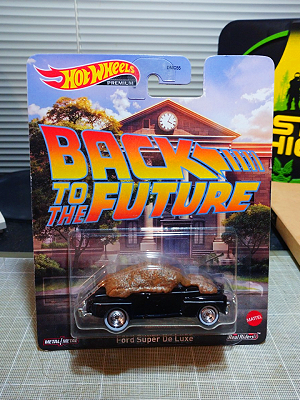 Hot Wheels
PREMIUM
BACK
TO THE
FUTURE
Ford Super De Luxe
METAL/METAL
Real Riders
MATTEL